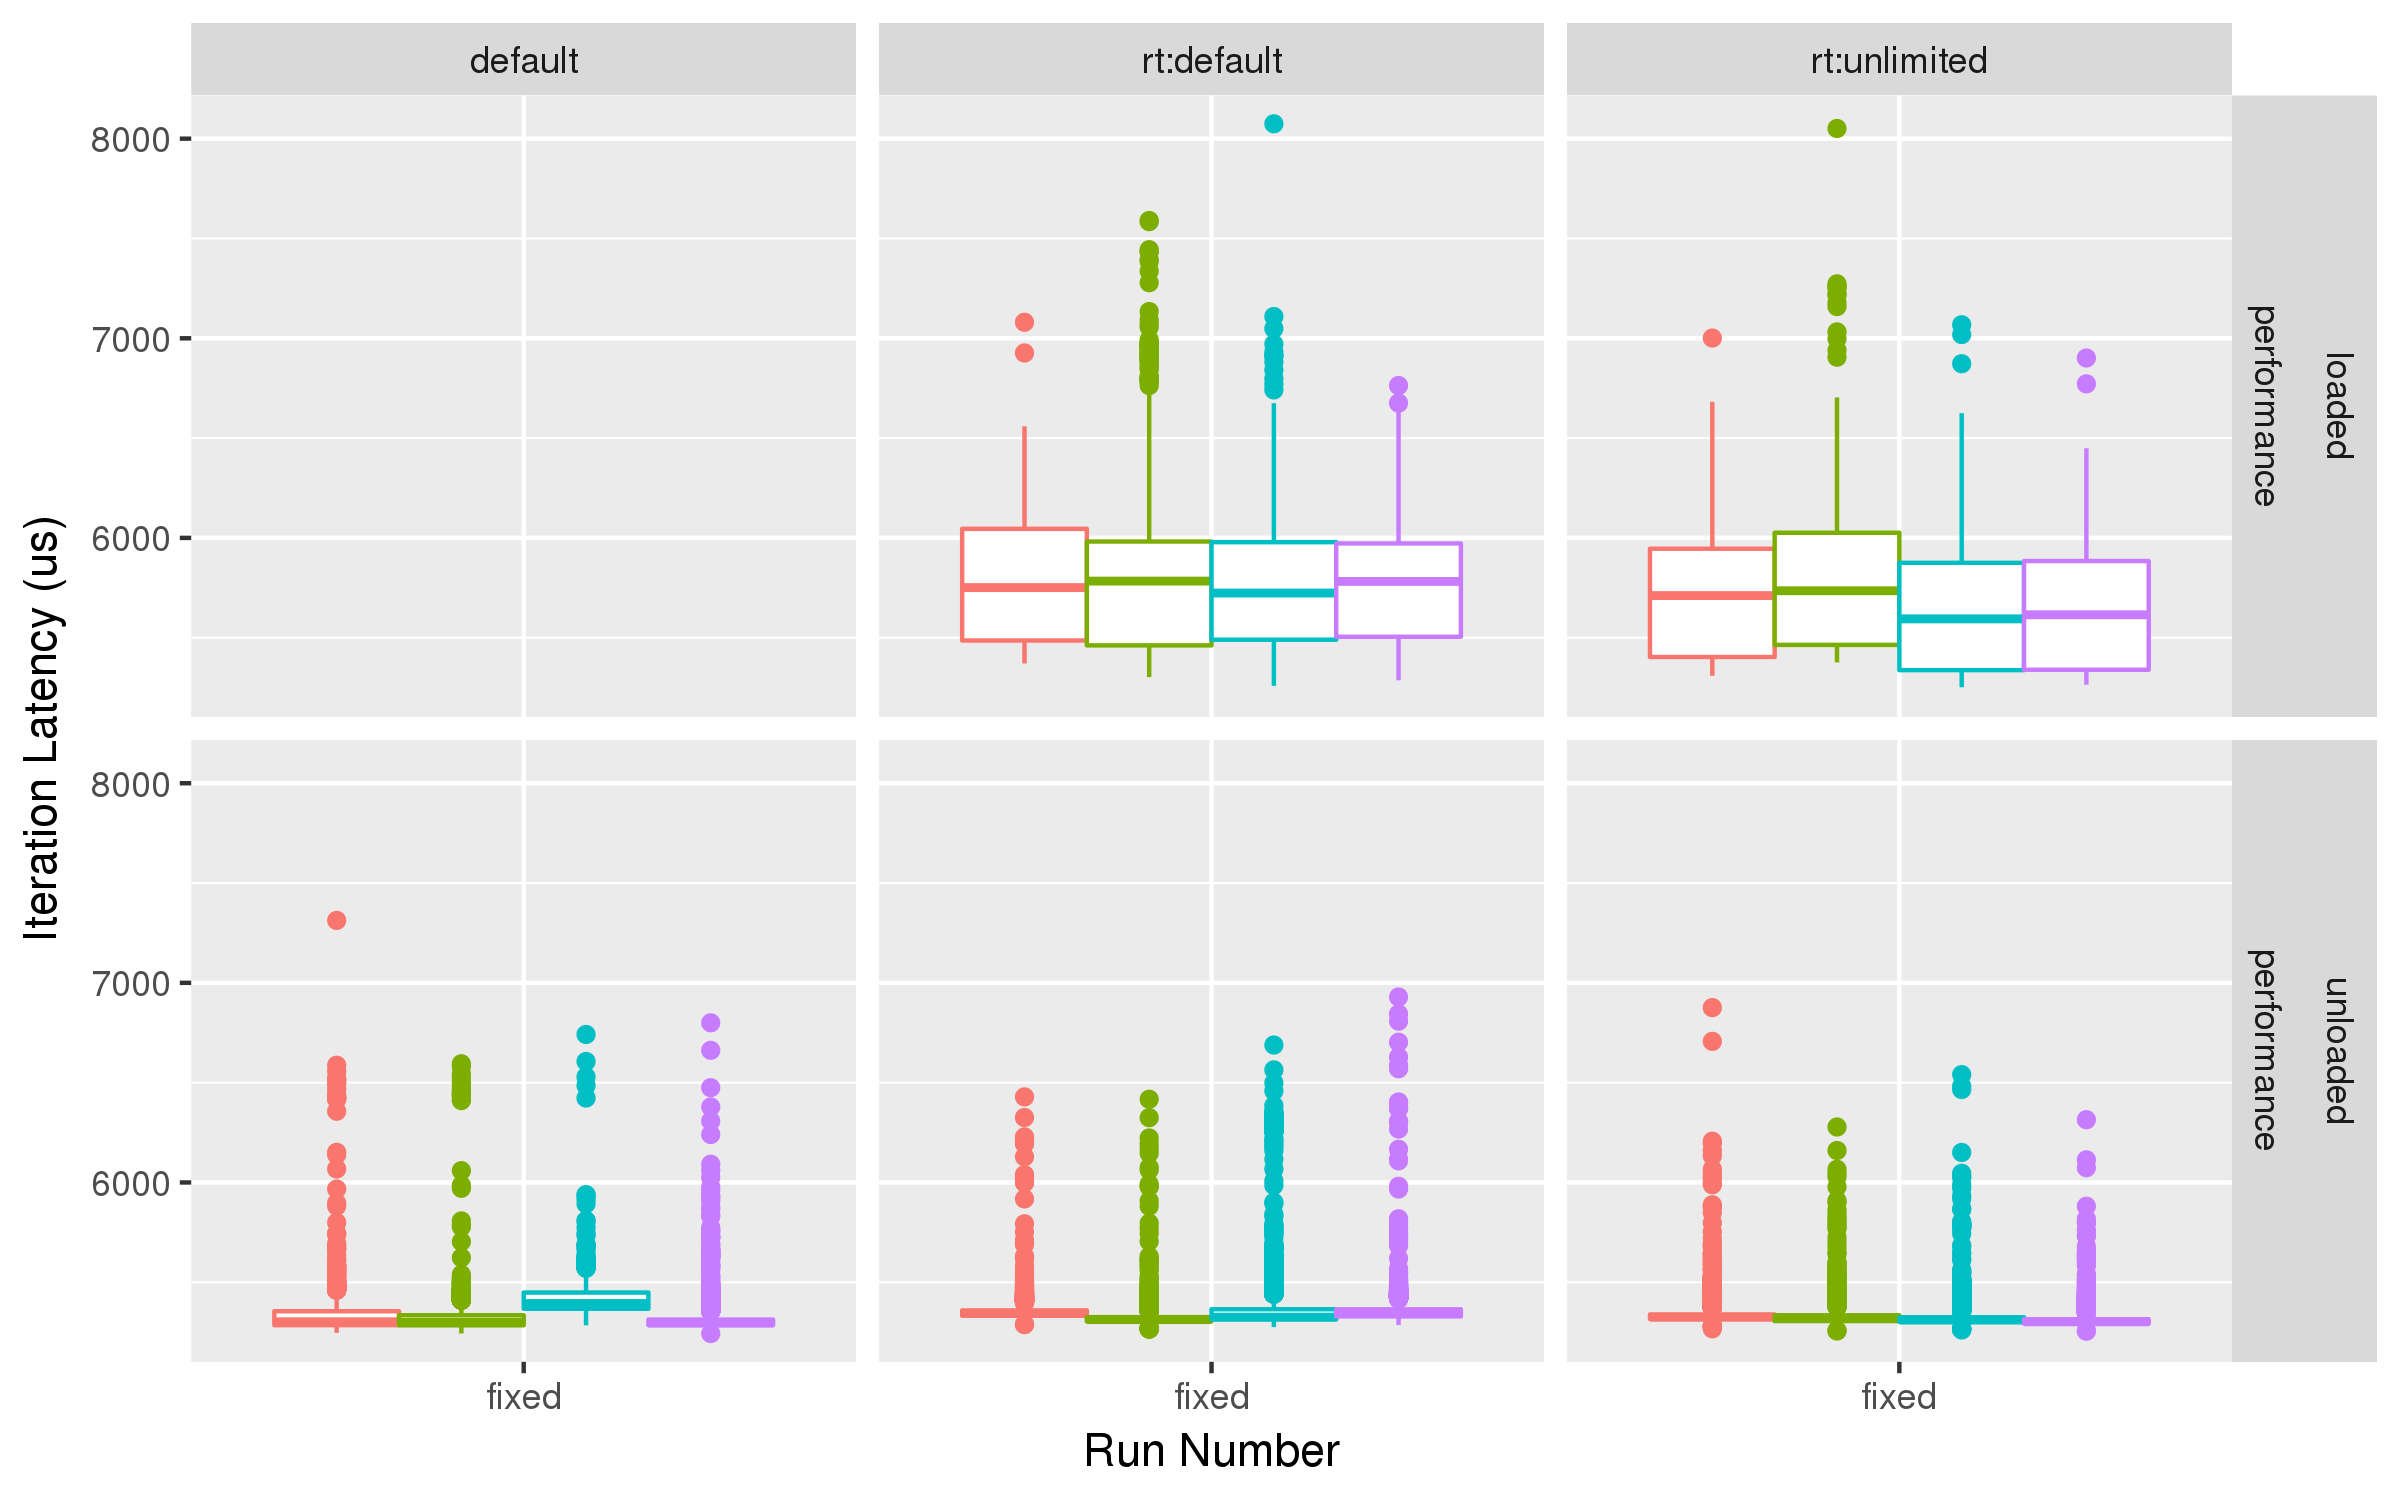 default
rt:default
rt:unlimited
8000
7000
6000
performance
loaded
8000
7000
6000
performance
unloaded
Iteration Latency (us)
fixed
fixed
fixed
Run Number